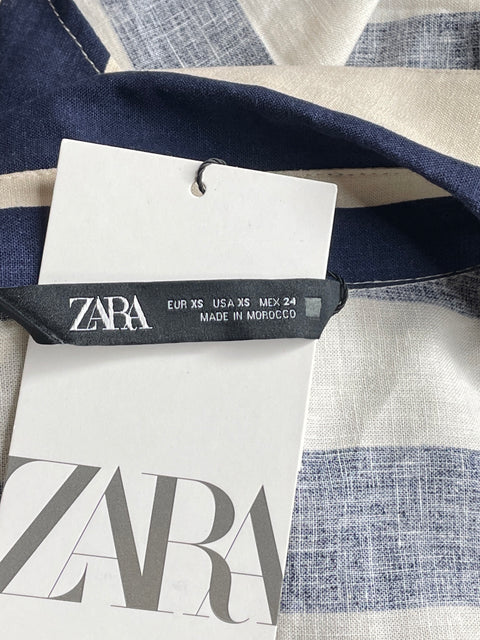 ZARA
EUR XS USA XS MEX 24
MADE IN MOROCCO
ZARA